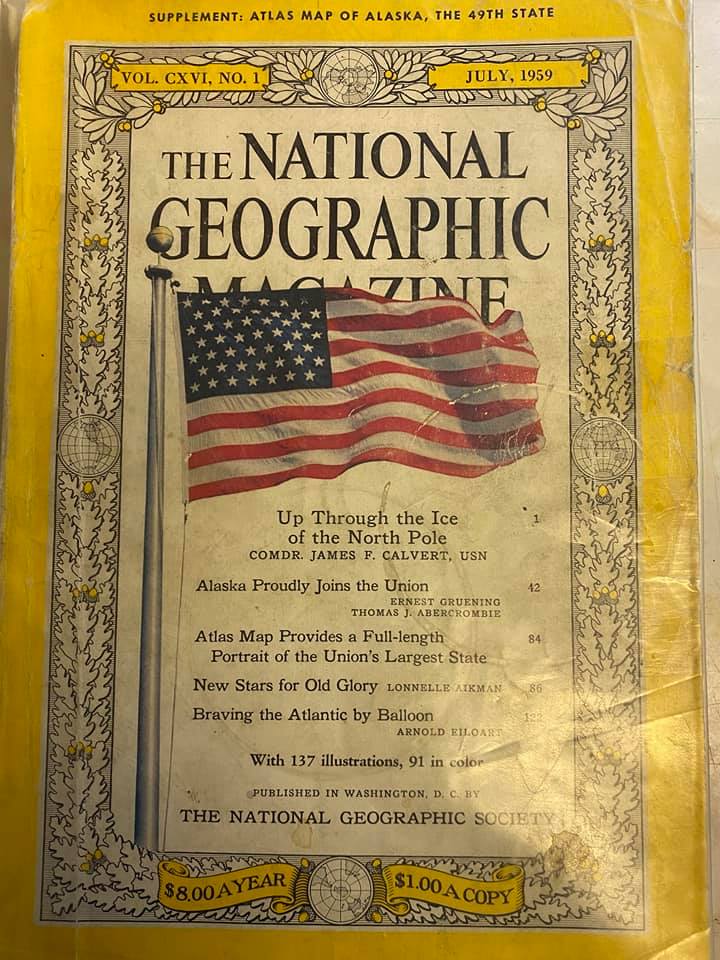 SUPPLEMENT: ATLAS MAP OF ALASKA, THE 49TH STATE
VOL. CXVI, NO. 1
JULY, 1959
THE NATIONAL
GEOGRAPHIC
MAGAZINE
Up Through the Ice 1
of the North Pole
COMDR. JAMES F. CALVERT, USN
Alaska Proudly Joins the Union 42
ERNEST GRUENING
THOMAS J. ABERCROMBIE
Atlas Map Provides a Full-length 84
Portrait of the Union's Largest State
New Stars for Old Glory LONNELLE AIKMAN 86
Braving the Atlantic by Balloon 122
ARNOLD EILOART
With 137 illustrations, 91 in color
PUBLISHED IN WASHINGTON, D. C. BY
THE NATIONAL GEOGRAPHIC SOCIETY
$8.00 A YEAR
$1.00 A COPY